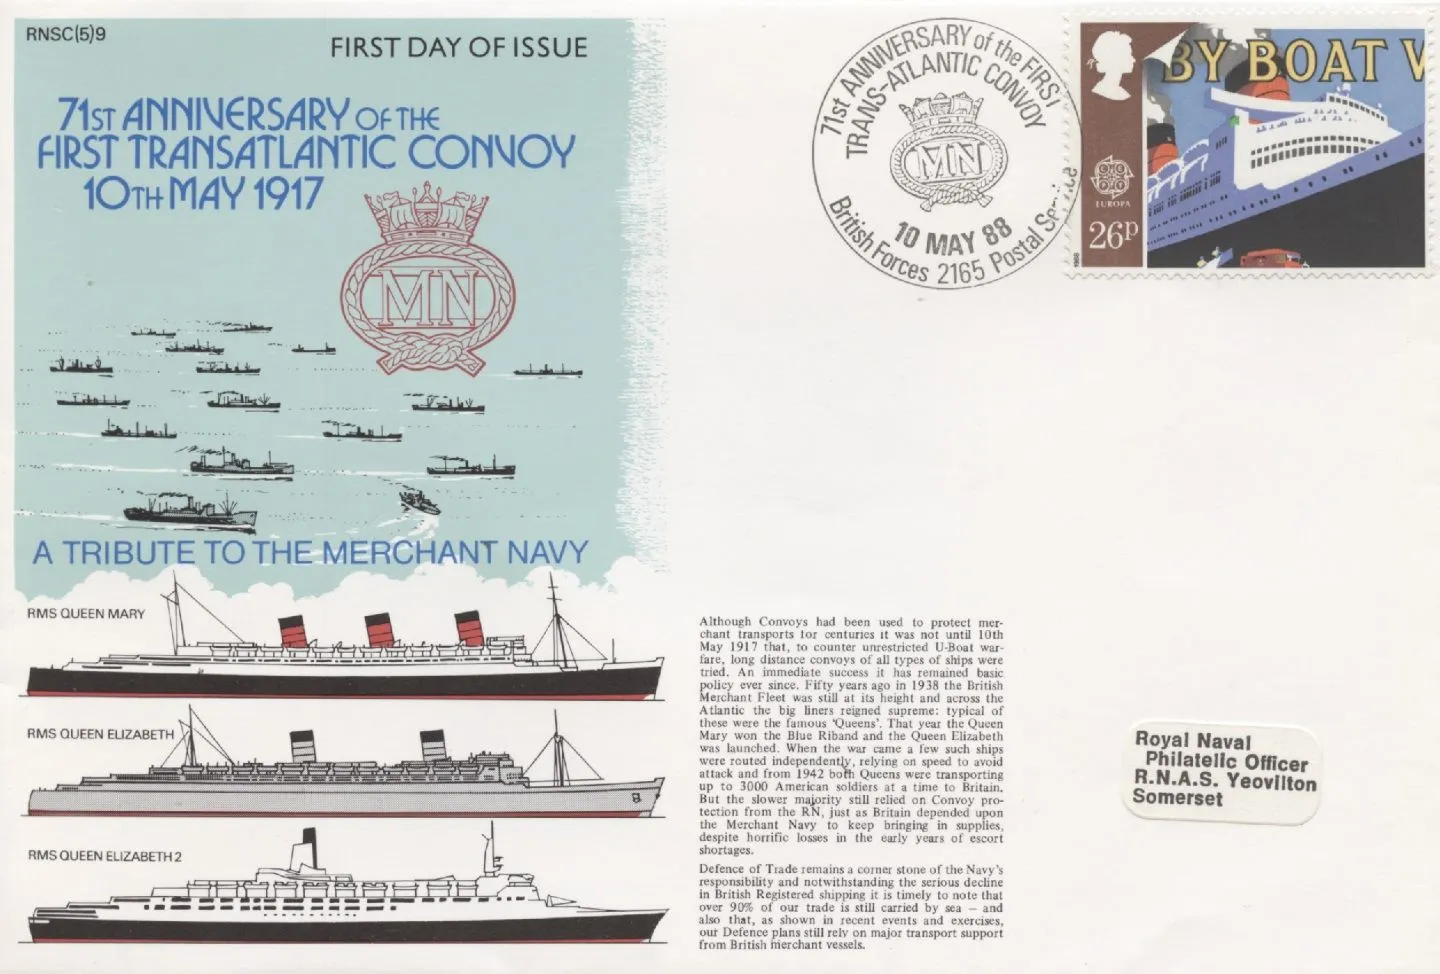 RNSC(5)9
FIRST DAY OF ISSUE
71ST ANNIVERSARY OF THE
FIRST TRANSATLANTIC CONVOY
10TH MAY 1917
MN
A TRIBUTE TO THE MERCHANT NAVY
RMS QUEEN MARY
RMS QUEEN ELIZABETH
RMS QUEEN ELIZABETH 2
71st ANNIVERSARY of the FIRST
TRANS-ATLANTIC CONVOY
MN
10 MAY 88
British Forces 2165 Postal
BY BOAT
EUROPA
26P
1988
Although Convoys had been used to protect mer-
chant transports for centuries it was not until 10th
May 1917 that, to counter unrestricted U-Boat war-
fare, long distance convoys of all types of ships were
tried. An immediate success it has remained basic
policy ever since. Fifty years ago in 1938 the British
Merchant Fleet was still at its height and across the
Atlantic the big liners reigned supreme: typical of
these were the famous 'Queens'. That year the Queen
Mary won the Blue Riband and the Queen Elizabeth
was launched. When the war came a few such ships
were routed independently, relying on speed to avoid
attack and from 1942 both Queens were transporting
up to 3000 American soldiers at a time to Britain.
But the slower majority still relied on Convoy pro-
tection from the RN, just as Britain depended upon
the Merchant Navy to keep bringing in supplies,
despite horrific losses in the early years of escort
shortages.
Defence of Trade remains a corner stone of the Navy's
responsibility and notwithstanding the serious decline
in British Registered shipping it is timely to note that
over 90% of our trade is still carried by sea – and
also that, as shown in recent events and exercises,
our Defence plans still rely on major transport support
from British merchant vessels.
Royal Naval
Philatelic Officer
R.N.A.S. Yeovilton
Somerset